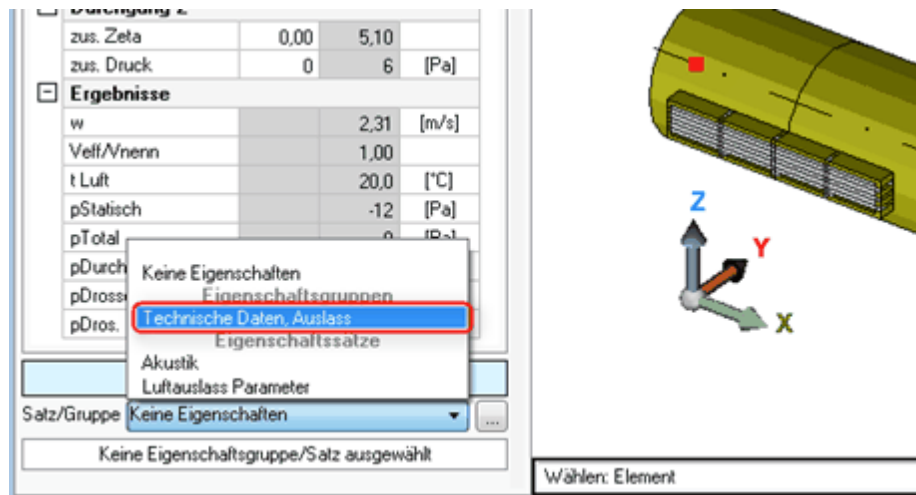 Durchgang 2
zus. Zeta 0,00 5,10
zus. Druck 0 6 [Pa]
Ergebnisse
w 2,31 [m/s]
Veff/Vnenn 1,00
t Luft 20,0 [°C]
pStatisch -12 [Pa]
pTotal [Pa]
pDurch
pDross
pDros.
Keine Eigenschaften
Eigenschaftsgruppen
Technische Daten, Auslass
Eigenschaftssätze
Akustik
Luftauslass Parameter
Satz/Gruppe Keine Eigenschaften ...
Keine Eigenschaftsgruppe/Satz ausgewählt
Z
Y
X
Wählen: Element